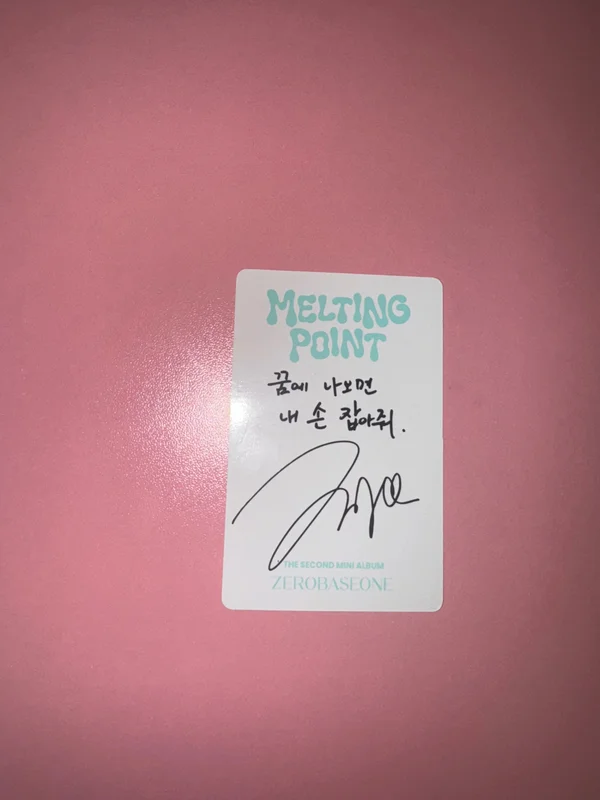 MELTING
POINT
꿈에 나오면
내 손 잡아줘.
THE SECOND MINI ALBUM
ZEROBASEONE